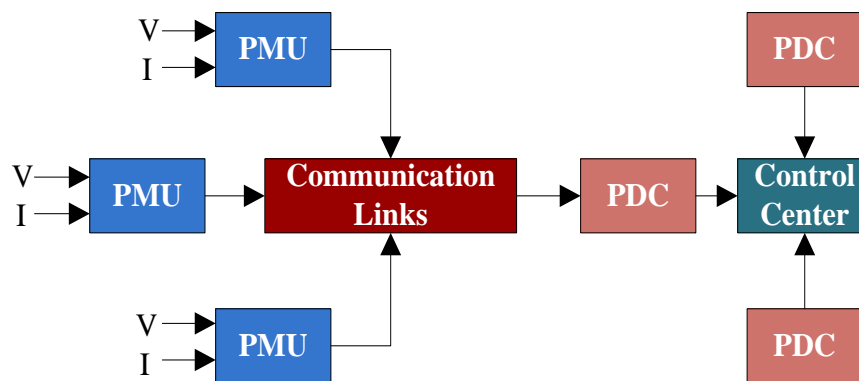 V
I
PMU
PDC
V
I
PMU
Communication
Links
PDC
Control
Center
V
I
PMU
PDC